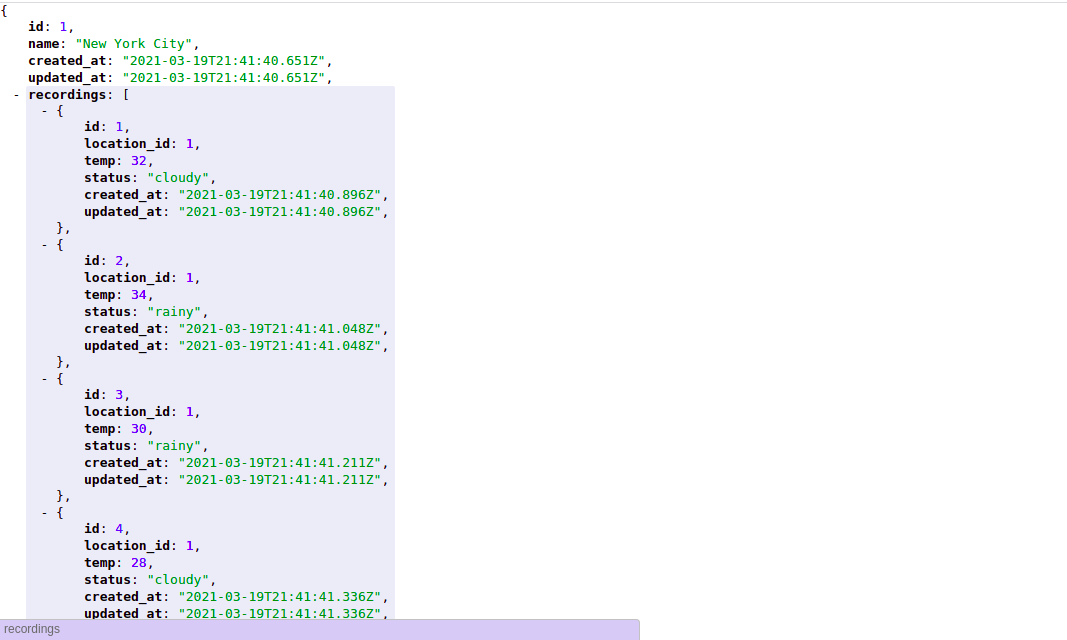 {
id: 1,
name: "New York City",
created_at: "2021-03-19T21:41:40.651Z",
updated_at: "2021-03-19T21:41:40.651Z",
- recordings: [
- {
id: 1,
location_id: 1,
temp: 32,
status: "cloudy",
created_at: "2021-03-19T21:41:40.896Z",
updated_at: "2021-03-19T21:41:40.896Z",
},
- {
id: 2,
location_id: 1,
temp: 34,
status: "rainy",
created_at: "2021-03-19T21:41:41.048Z",
updated_at: "2021-03-19T21:41:41.048Z",
},
- {
id: 3,
location_id: 1,
temp: 30,
status: "rainy",
created_at: "2021-03-19T21:41:41.211Z",
updated_at: "2021-03-19T21:41:41.211Z",
},
- {
id: 4,
location_id: 1,
temp: 28,
status: "cloudy",
created_at: "2021-03-19T21:41:41.336Z",
updated_at: "2021-03-19T21:41:41.336Z",
recordings